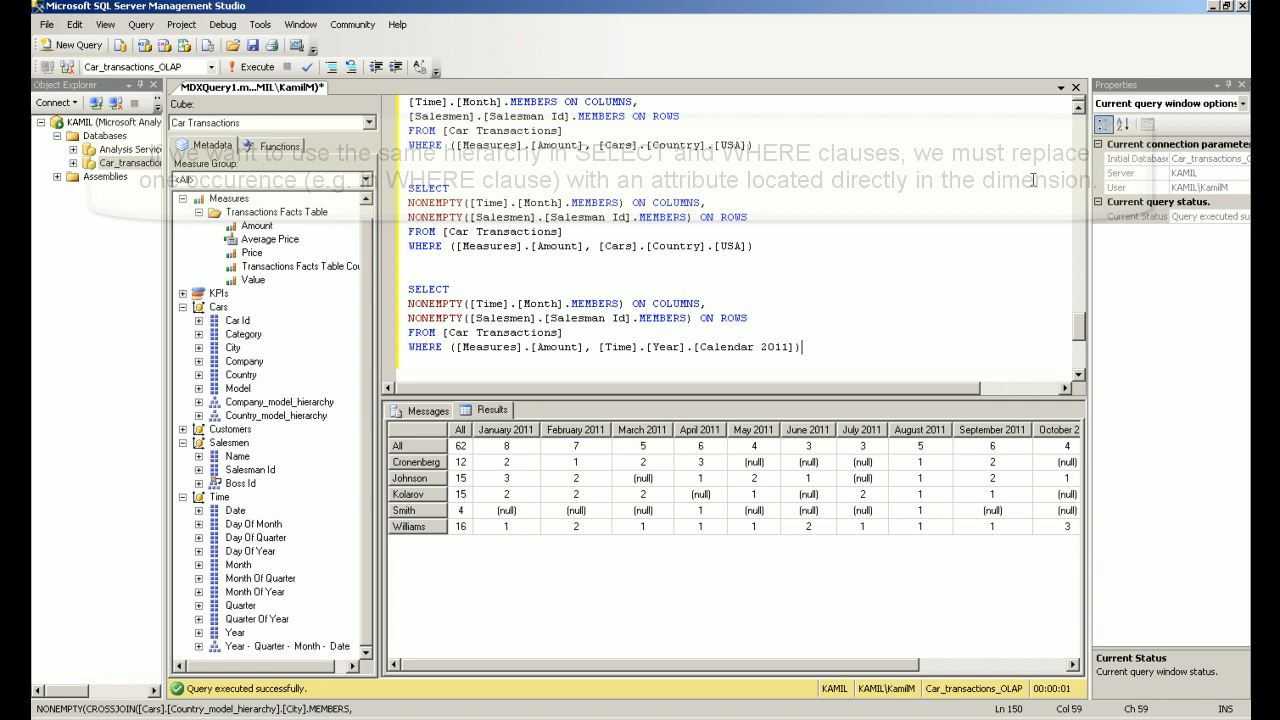 Microsoft SQL Server Management Studio
File Edit View Query Project Debug Tools Window Community Help
New Query
Car_transactions_OLAP Execute
Object Explorer
MDXQuery1.m...MIL\KamilM)*
Properties
Connect
Cube:
Car Transactions
Metadata Functions
Measure Group:
<All>
KAMIL (Microsoft Analy
Databases
Analysis Servic
Car_transactio
Assemblies
Measures
Transactions Facts Table
Amount
Average Price
Price
Transactions Facts Table Cou
Value
KPIs
Cars
Car Id
Category
City
Company
Country
Model
Company_model_hierarchy
Country_model_hierarchy
Customers
Salesmen
Name
Salesman Id
Boss Id
Time
Date
Day Of Month
Day Of Quarter
Day Of Year
Month
Month Of Quarter
Month Of Year
Quarter
Quarter Of Year
Year
Year - Quarter - Month - Date
[Time].[Month].MEMBERS ON COLUMNS,
[Salesmen].[Salesman Id].MEMBERS ON ROWS
FROM [Car Transactions]
WHERE ([Measures].[Amount], [Cars].[Country].[USA])
we want to use the same hierarchy in SELECT and WHERE clauses, we must replace
one occurence (e.g. in WHERE clause) with an attribute located directly in the dimension.
SELECT
NONEMPTY([Time].[Month].MEMBERS) ON COLUMNS,
NONEMPTY([Salesmen].[Salesman Id].MEMBERS) ON ROWS
FROM [Car Transactions]
WHERE ([Measures].[Amount], [Cars].[Country].[USA])
SELECT
NONEMPTY([Time].[Month].MEMBERS) ON COLUMNS,
NONEMPTY([Salesmen].[Salesman Id].MEMBERS) ON ROWS
FROM [Car Transactions]
WHERE ([Measures].[Amount], [Time].[Year].[Calendar 2011])
Messages Results
All January 2011 February 2011 March 2011 April 2011 May 2011 June 2011 July 2011 August 2011 September 2011 October 2
All 62 8 7 5 6 4 3 3 5 6 4
Cronenberg 12 2 1 2 3 (null) (null) (null) 1 2 (null)
Johnson 15 3 2 (null) 1 2 1 (null) 1 2 1
Kolarov 15 2 2 2 (null) 1 (null) 2 1 1 (null)
Smith 4 (null) (null) (null) 1 (null) (null) (null) 1 (null) (null)
Williams 16 1 2 1 1 1 2 1 1 1 3
Current query window options
Current connection parameter
Initial Database Car_transactions_O
Server KAMIL
User KAMIL\KamilM
Current query status.
Current Status Query executed su
Current Status
Current query window status.
Query executed successfully. KAMIL KAMIL\KamilM Car_transactions_OLAP 00:00:01
NONEMPTY(CROSSJOIN([Cars].[Country_model_hierarchy].[City].MEMBERS, Ln 150 Col 59 Ch 59 INS